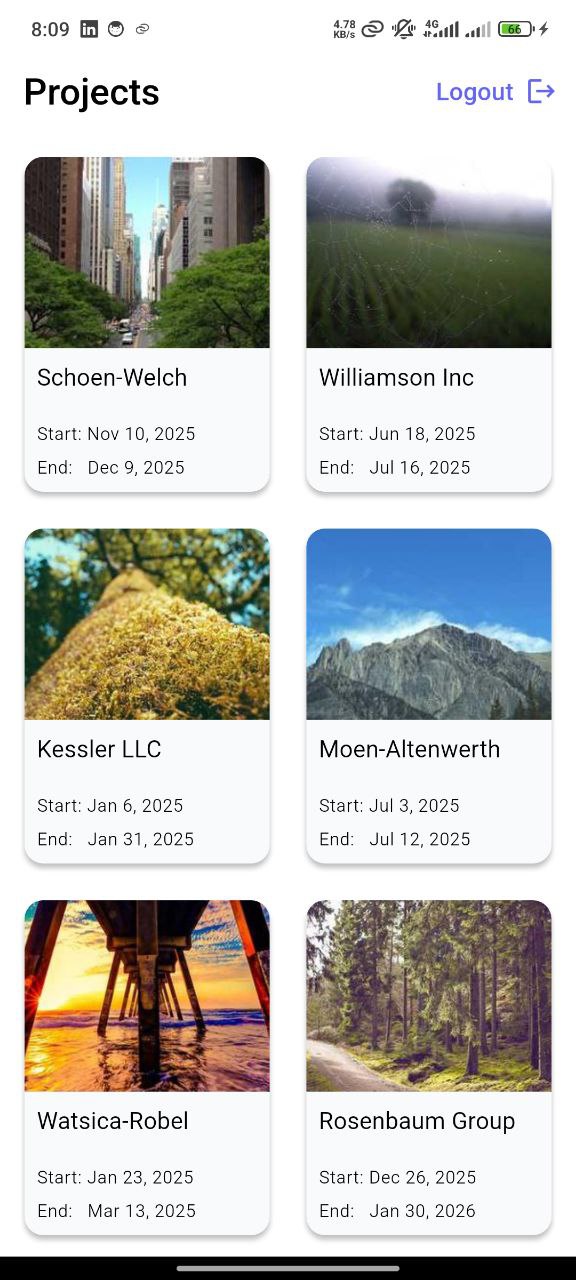 8:09 in 4.78 KB/s 4G 66
Projects
Logout
Schoen-Welch
Start: Nov 10, 2025
End: Dec 9, 2025
Williamson Inc
Start: Jun 18, 2025
End: Jul 16, 2025
Kessler LLC
Start: Jan 6, 2025
End: Jan 31, 2025
Moen-Altenwerth
Start: Jul 3, 2025
End: Jul 12, 2025
Watsica-Robel
Start: Jan 23, 2025
End: Mar 13, 2025
Rosenbaum Group
Start: Dec 26, 2025
End: Jan 30, 2026